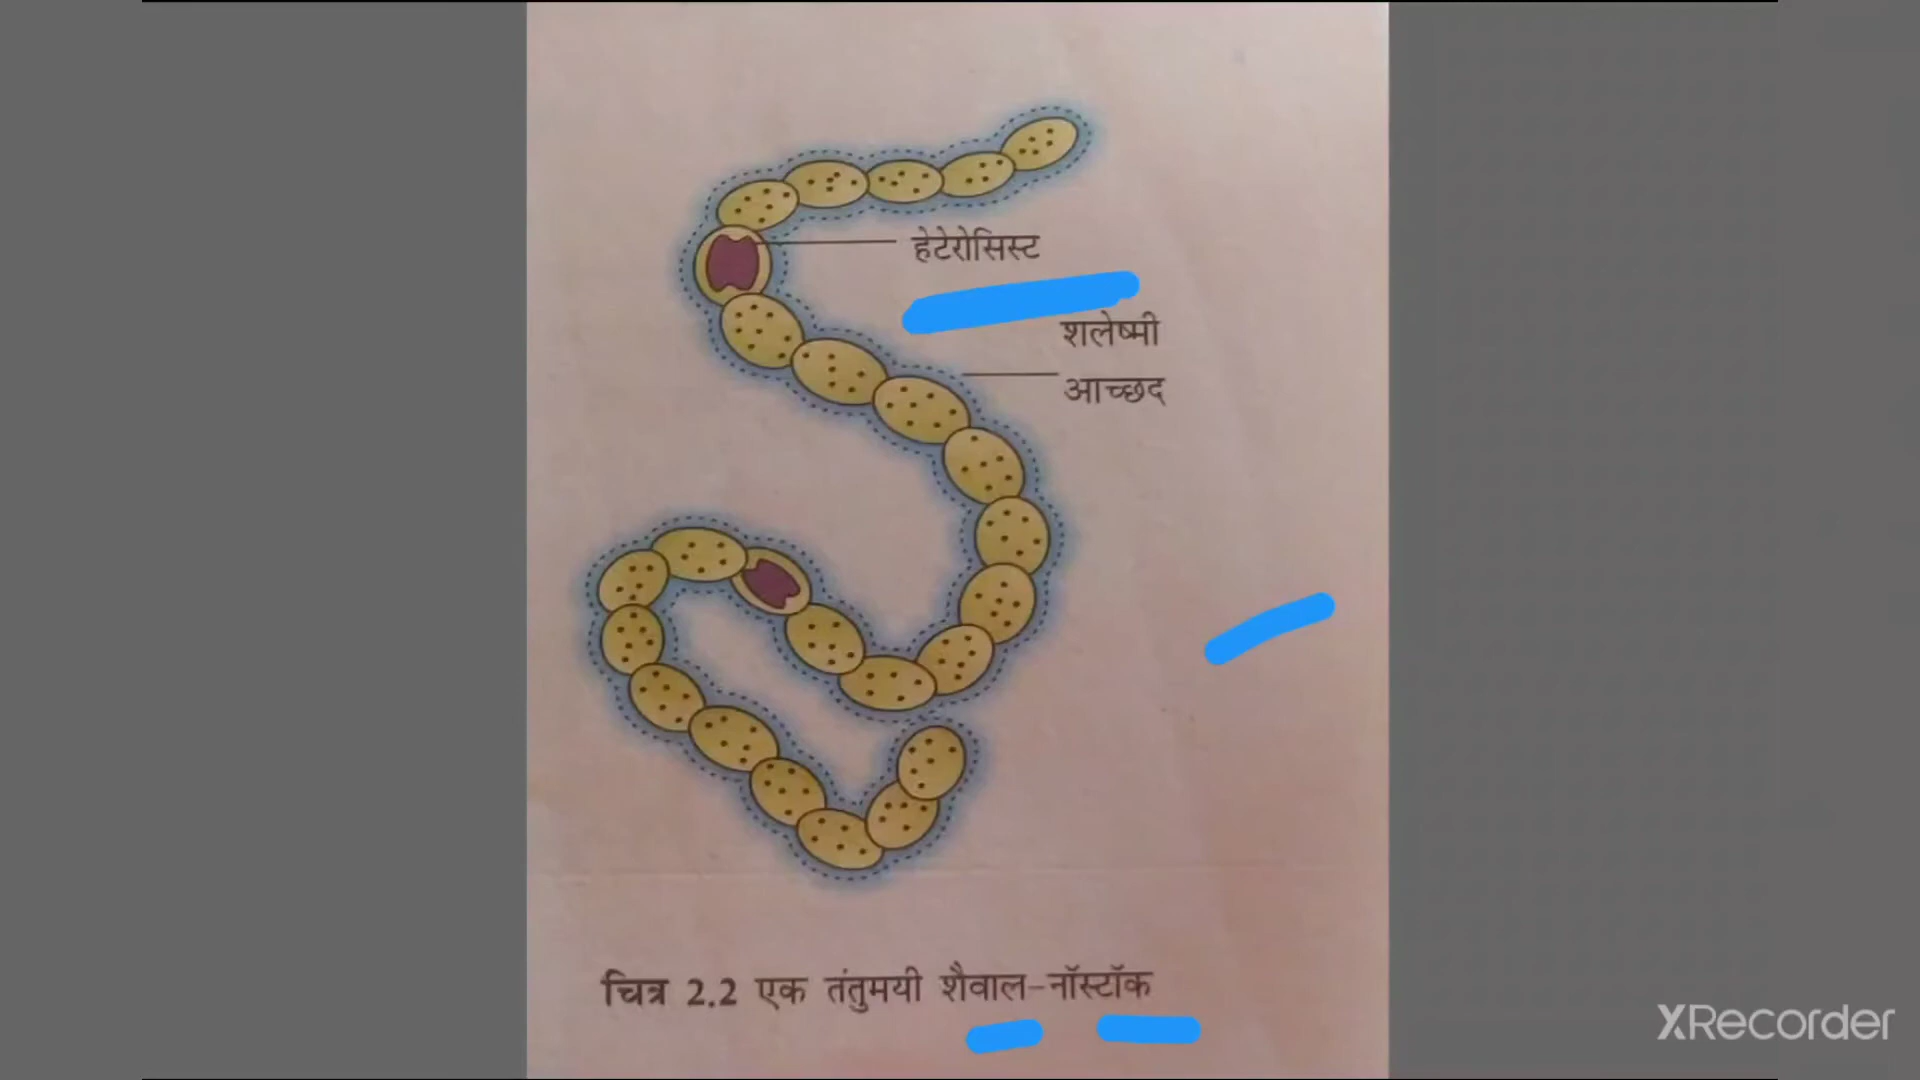 हेटेरोसिस्ट
शलेष्मी
आच्छद
चित्र 2.2 एक तंतुमयी शैवाल-नॉस्टॉक
XRecorder